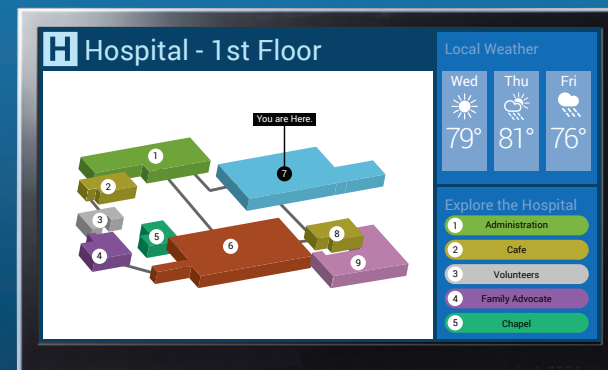 H Hospital - 1st Floor
Local Weather
Wed Thu Fri
79° 81° 76°
You are Here.
1
2
3
4
5
6
7
8
9
Explore the Hospital
1 Administration
2 Cafe
3 Volunteers
4 Family Advocate
5 Chapel